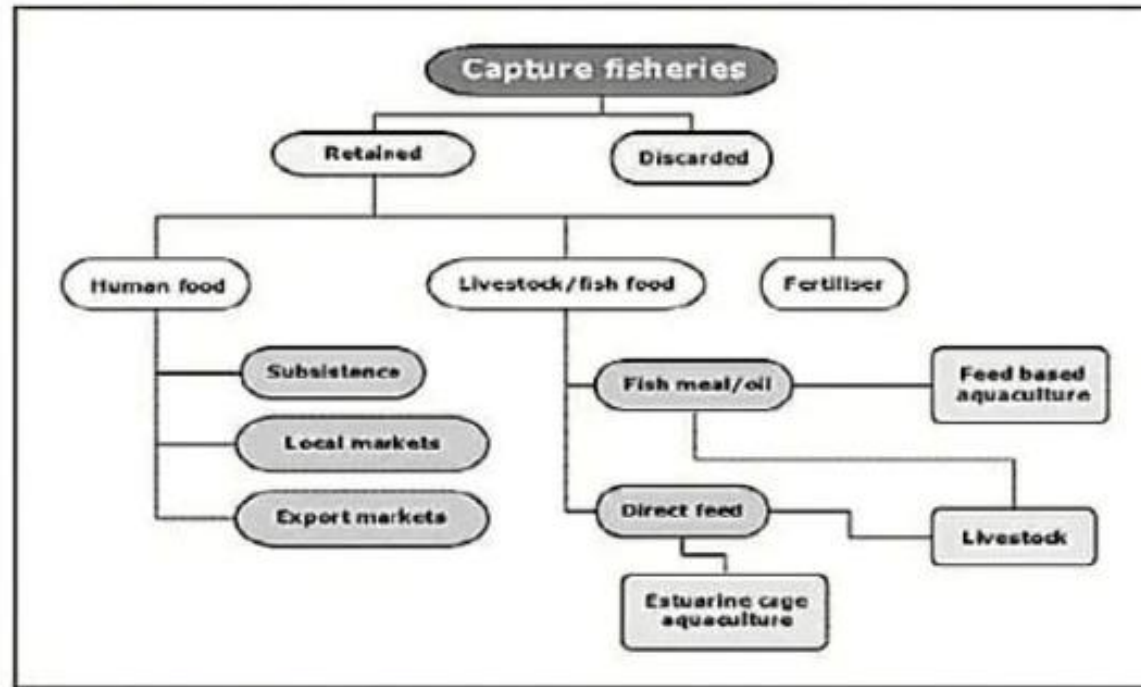 Capture fisheries
Retained
Discarded
Human food
Livestock/fish food
Fertiliser
Subsistence
Fish meal/oil
Feed based
aquaculture
Local markets
Export markets
Direct feed
Livestock
Estuarine cage
aquaculture